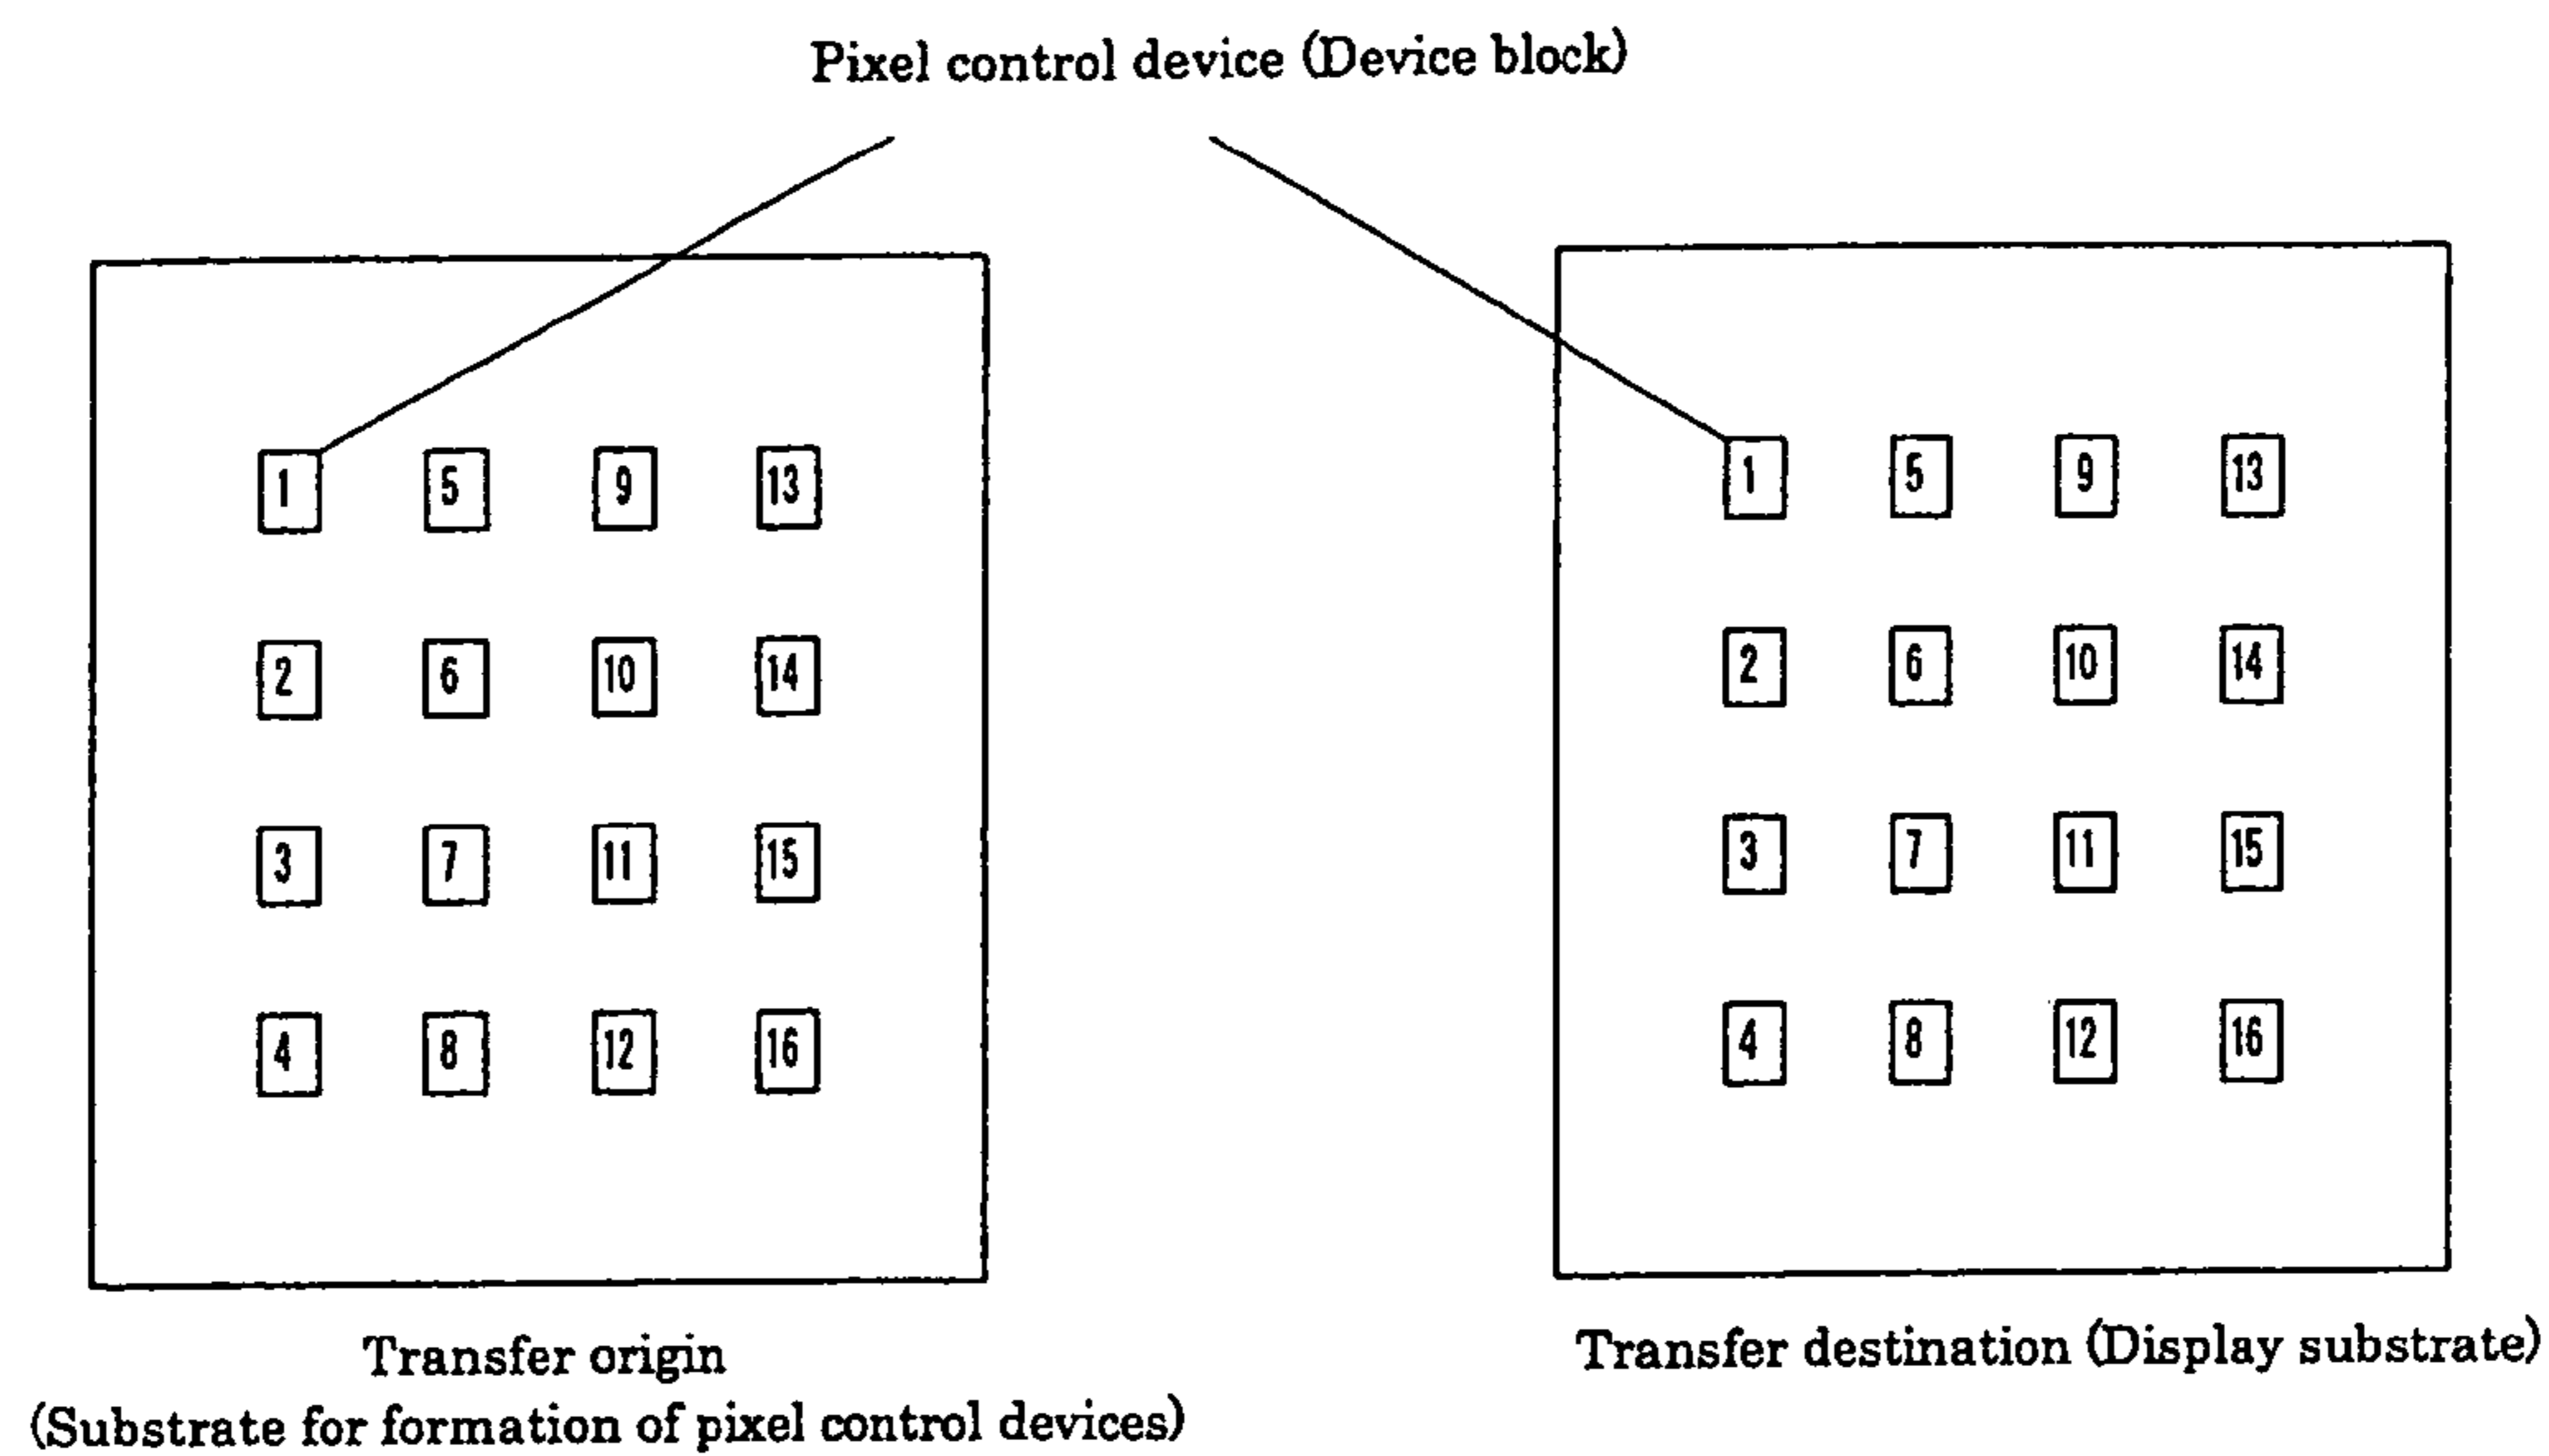 Pixel control device (Device block)
1 5 9 13
2 6 10 14
3 7 11 15
4 8 12 16
Transfer origin
(Substrate for formation of pixel control devices)
1 5 9 13
2 6 10 14
3 7 11 15
4 8 12 16
Transfer destination (Display substrate)